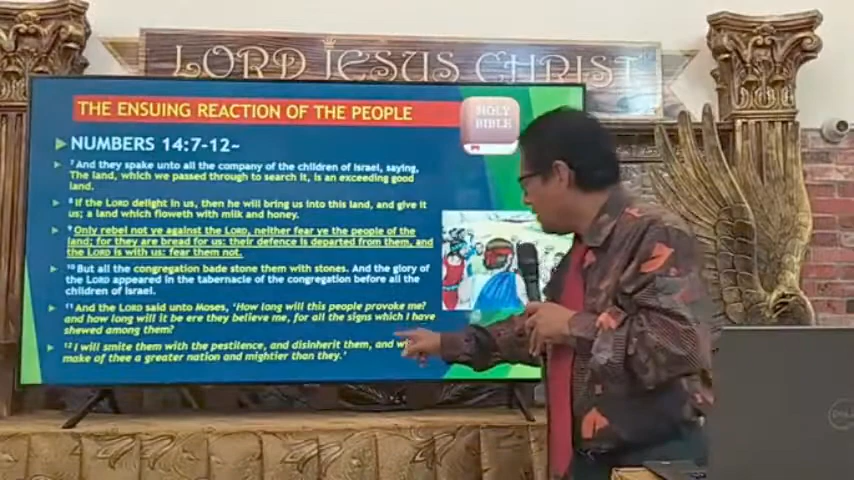 LORD JESUS CHRIST
THE ENSUING REACTION OF THE PEOPLE
HOLY
BIBLE
NUMBERS 14:7-12~
7 And they spake unto all the company of the children of Israel, saying,
The land, which we passed through to search it, is an exceeding good
land.
8 If the LORD delight in us, then he will bring us into this land, and give it
us; a land which floweth with milk and honey.
9 Only rebel not ye against the LORD, neither fear ye the people of the
land; for they are bread for us: their defence is departed from them, and
the LORD is with us: fear them not.
10 But all the congregation bade stone them with stones. And the glory of
the LORD appeared in the tabernacle of the congregation before all the
children of Israel.
11 And the LORD said unto Moses, 'How long will this people provoke me?
and how long will it be ere they believe me, for all the signs which I have
shewed among them?
12 I will smite them with the pestilence, and disinherit them, and
make of thee a greater nation and mightier than they.'
DELL